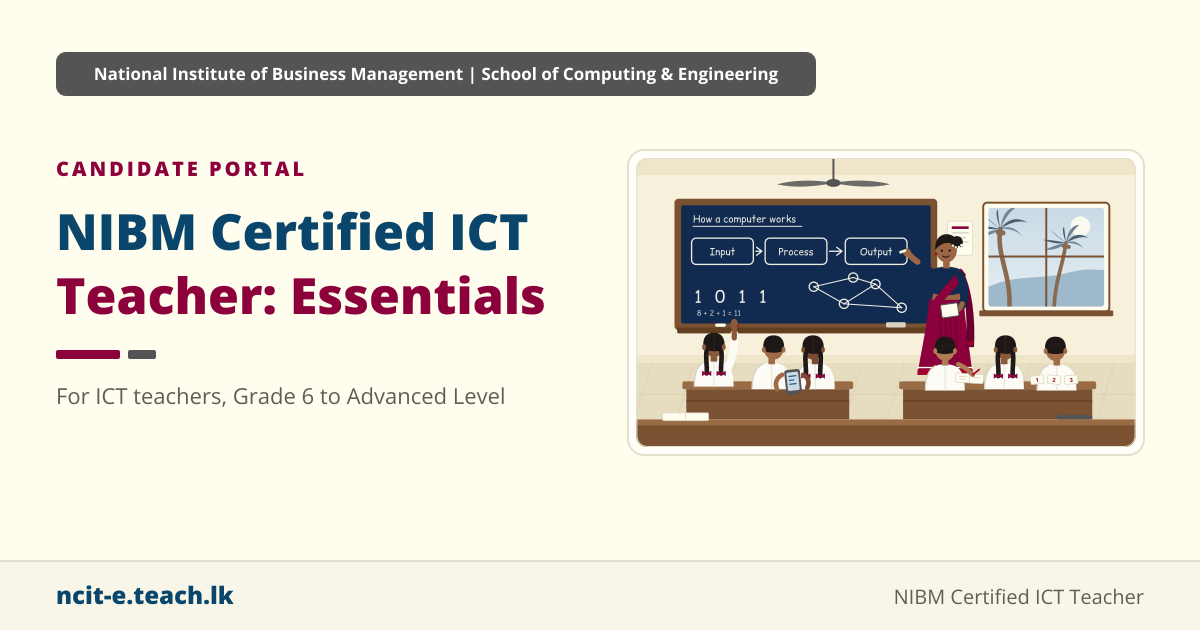 National Institute of Business Management | School of Computing & Engineering
CANDIDATE PORTAL
NIBM Certified ICT
Teacher: Essentials
For ICT teachers, Grade 6 to Advanced Level
How a computer works
Input
Process
Output
1 0 1 1
8 + 2 + 1 = 11
1 2 3
ncit-e.teach.lk
NIBM Certified ICT Teacher